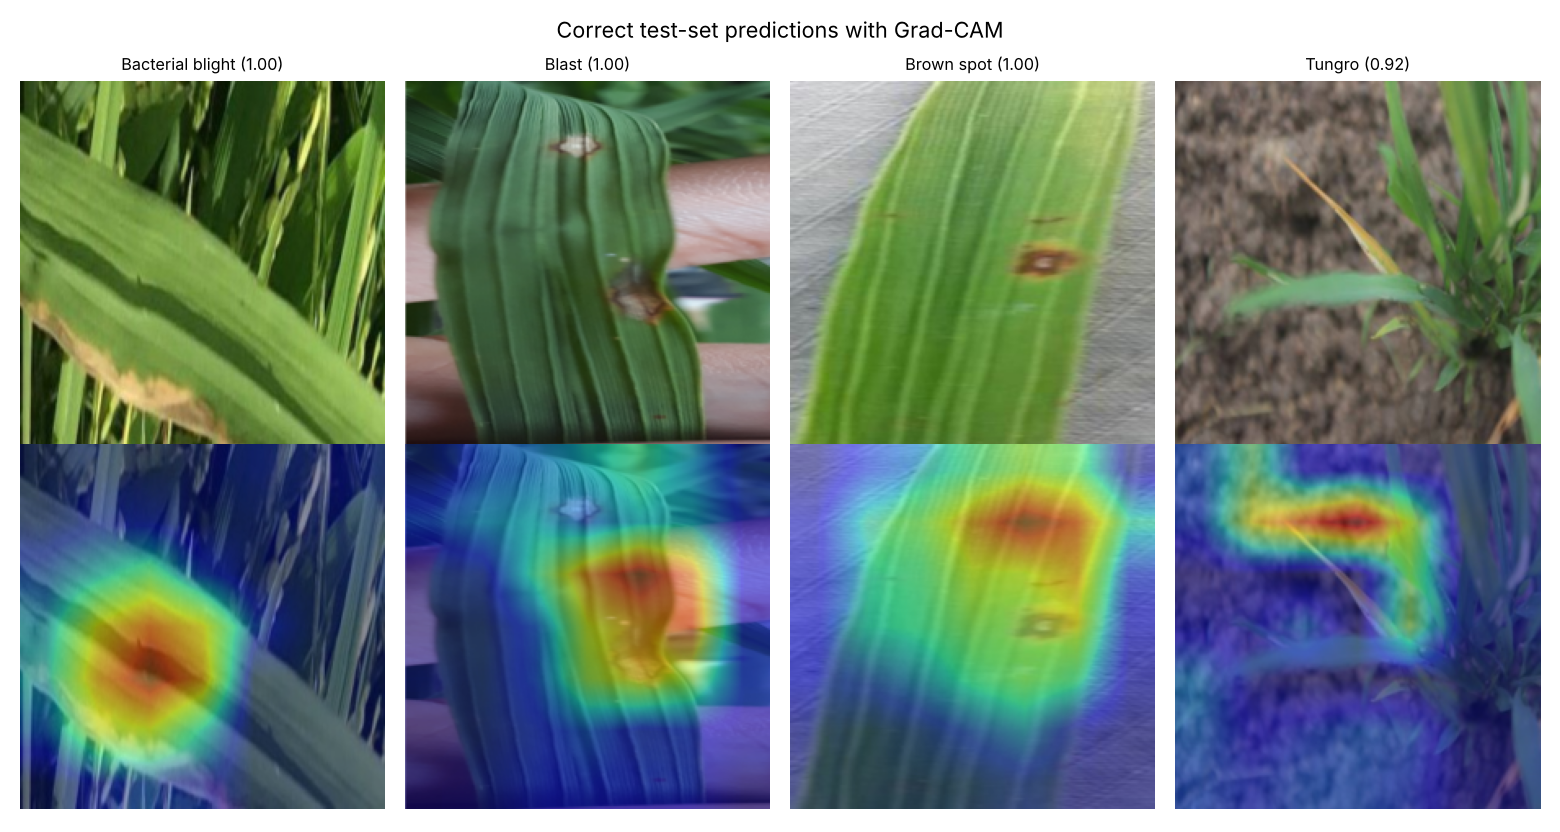 Correct test-set predictions with Grad-CAM
Bacterial blight (1.00)
Blast (1.00)
Brown spot (1.00)
Tungro (0.92)